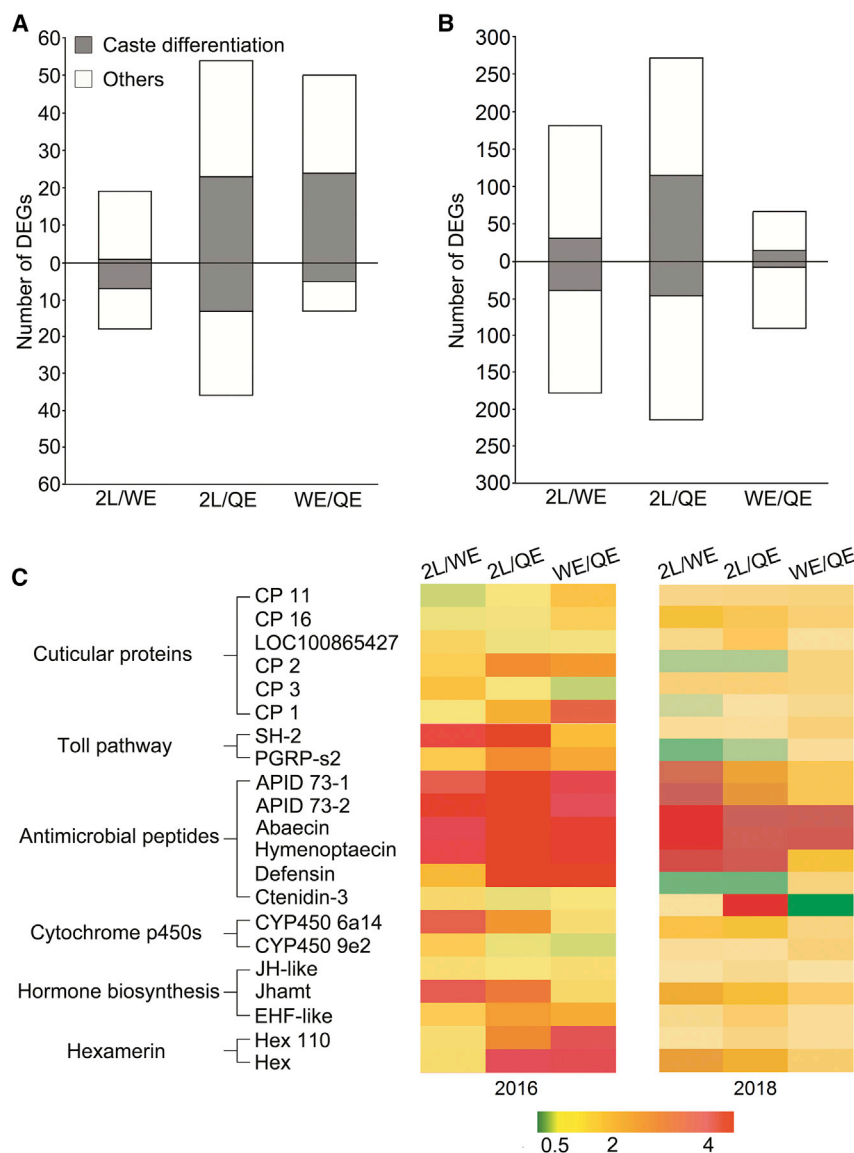 A
60
50
40
30
20
10
0
10
20
30
40
50
60
Number of DEGs
Caste differentiation
Others
2L/WE 2L/QE WE/QE
B
300
250
200
150
100
50
0
50
100
150
200
250
300
Number of DEGs
2L/WE 2L/QE WE/QE
C
2L/WE 2L/QE WE/QE
2L/WE 2L/QE WE/QE
Cuticular proteins
CP 11
CP 16
LOC100865427
CP 2
CP 3
CP 1
Toll pathway
SH-2
PGRP-s2
Antimicrobial peptides
APID 73-1
APID 73-2
Abaecin
Hymenoptaecin
Defensin
Ctenidin-3
Cytochrome p450s
CYP450 6a14
CYP450 9e2
Hormone biosynthesis
JH-like
Jhamt
EHF-like
Hexamerin
Hex 110
Hex
2016
2018
0.5 2 4